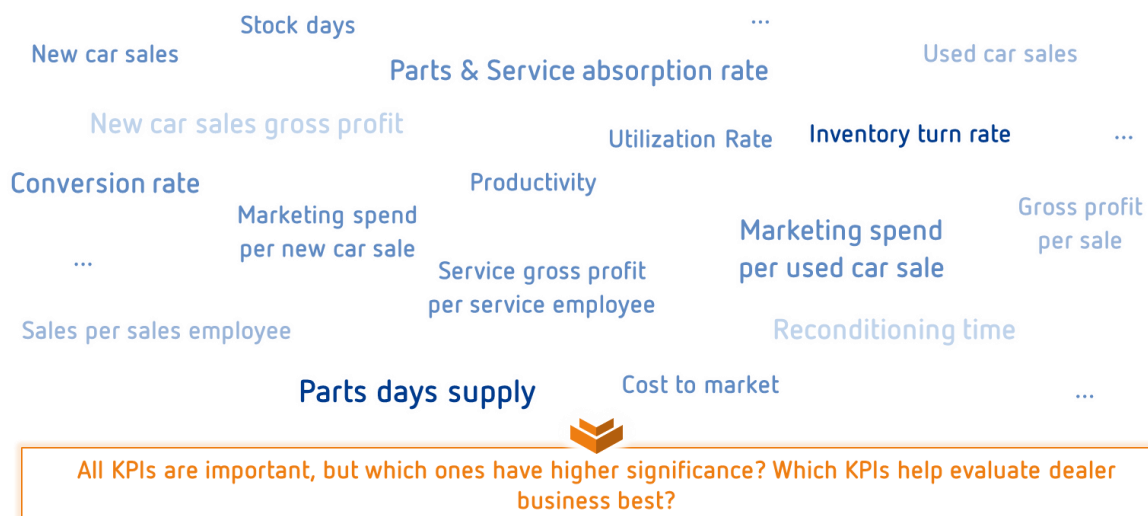 Stock days
...
New car sales
Used car sales
Parts & Service absorption rate
New car sales gross profit
Utilization Rate
Inventory turn rate
...
Conversion rate
Productivity
Marketing spend
per new car sale
Gross profit
per sale
Marketing spend
per used car sale
...
Service gross profit
per service employee
Sales per sales employee
Reconditioning time
Parts days supply
Cost to market
...
All KPIs are important, but which ones have higher significance? Which KPIs help evaluate dealer
business best?